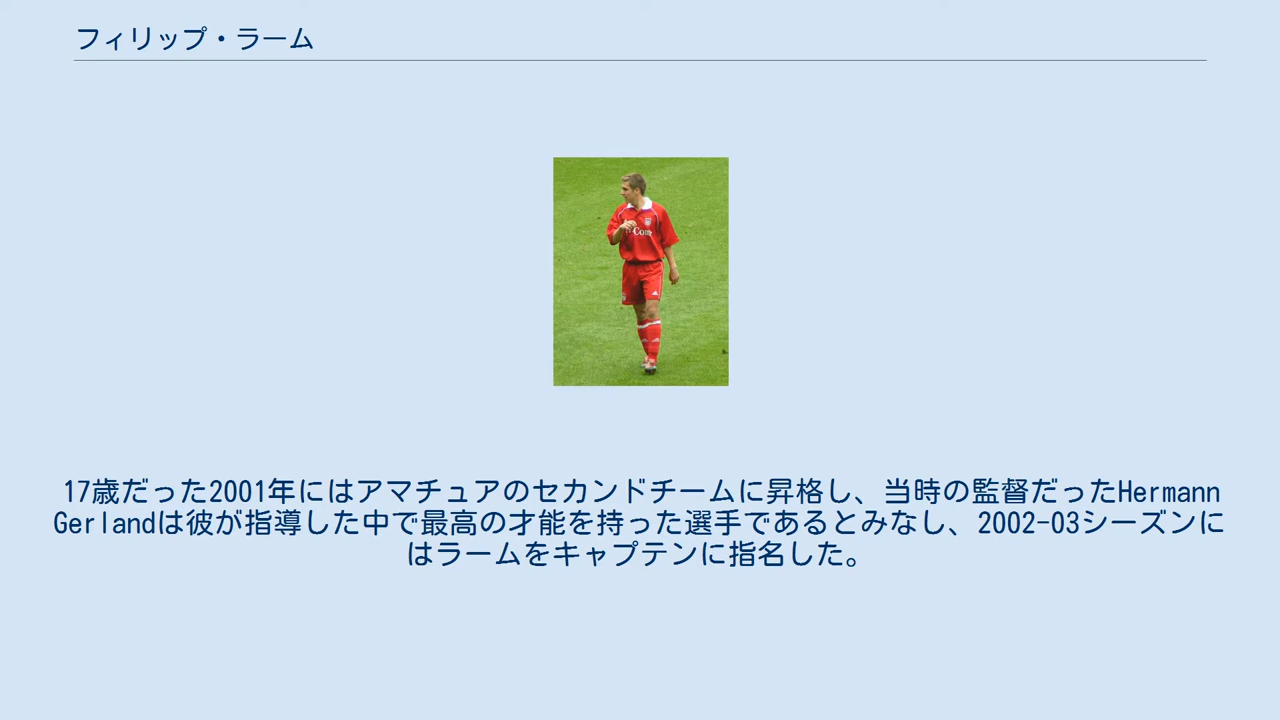 フィリップ・ラーム
17歳だった2001年にはアマチュアのセカンドチームに昇格し、当時の監督だったHermann
Gerlandは彼が指導した中で最高の才能を持った選手であるとみなし、2002-03シーズンに
はラームをキャプテンに指名した。